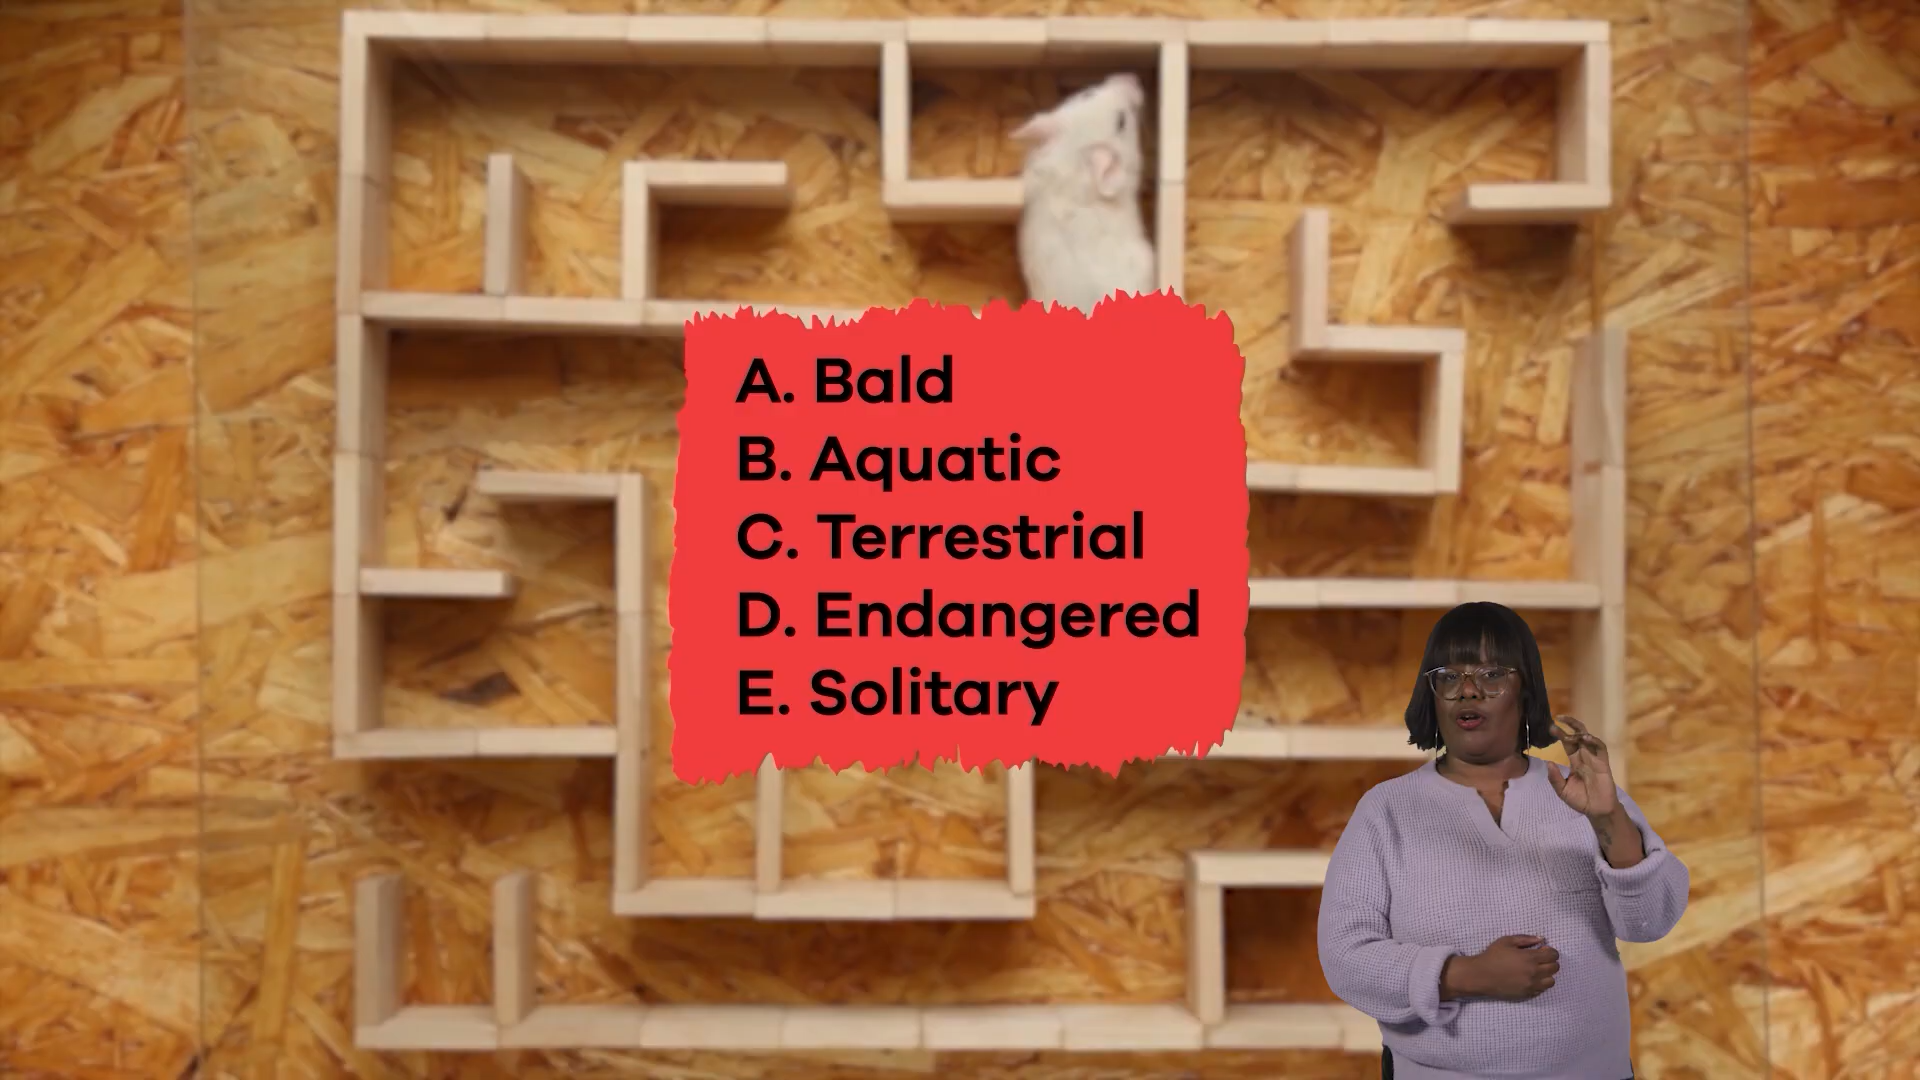 A. Bald
B. Aquatic
C. Terrestrial
D. Endangered
E. Solitary